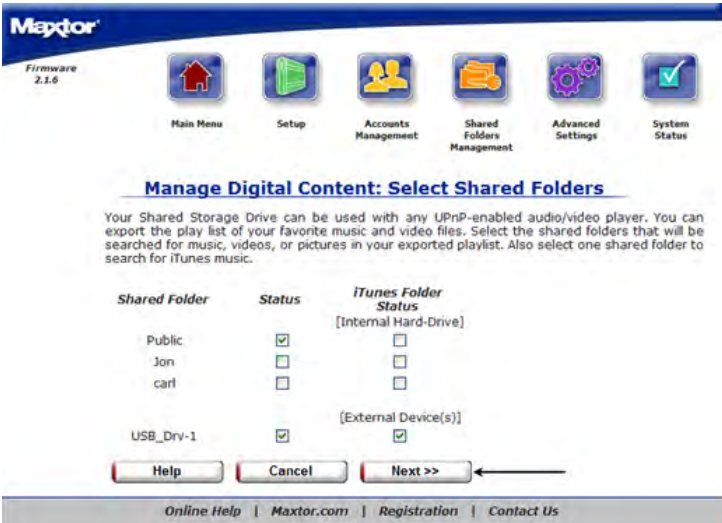 Maxtor
Firmware
2.1.6
Main Menu
Setup
Accounts
Management
Shared
Folders
Management
Advanced
Settings
System
Status
Manage Digital Content: Select Shared Folders
Your Shared Storage Drive can be used with any UPnP-enabled audio/video player. You can
export the play list of your favorite music and video files. Select the shared folders that will be
searched for music, videos, or pictures in your exported playlist. Also select one shared folder to
search for iTunes music.
Shared Folder Status iTunes Folder
Status
[Internal Hard-Drive]
Public
Jon
carl
[External Device(s)]
USB_Drv-1
Help Cancel Next >>
Online Help | Maxtor.com | Registration | Contact Us